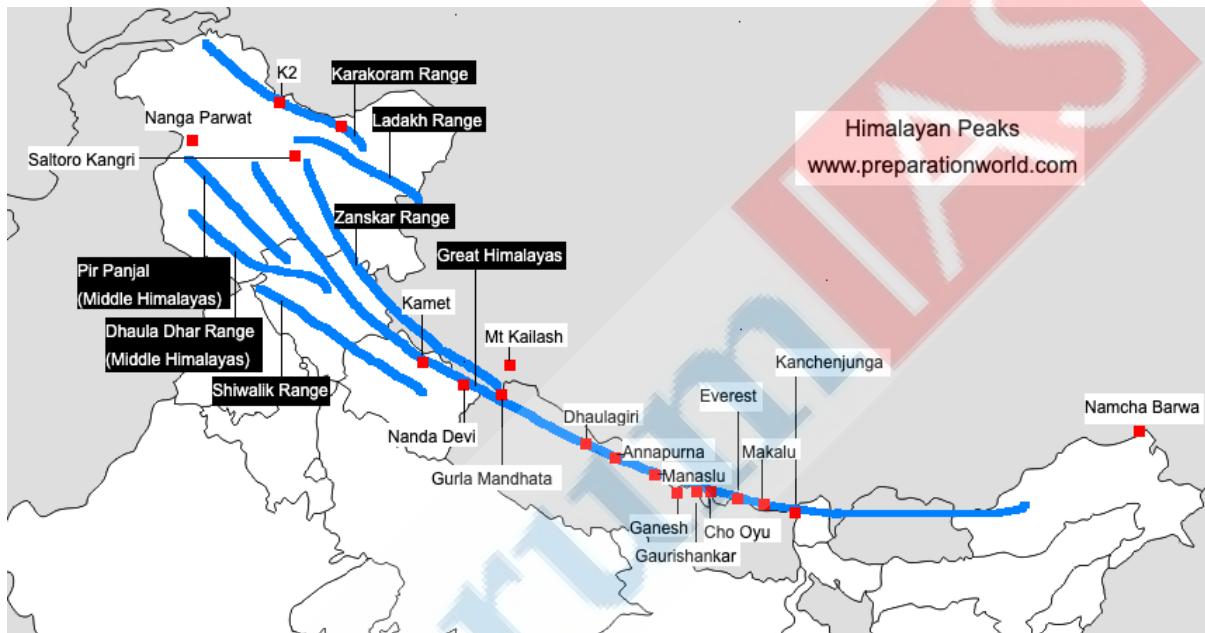 K2
Karakoram Range
Nanga Parwat
Ladakh Range
Himalayan Peaks
www.preparationworld.com
Saltoro Kangri
Zanskar Range
Great Himalayas
Pir Panjal
(Middle Himalayas)
Kamet
Dhaula Dhar Range
(Middle Himalayas)
Mt Kailash
Kanchenjunga
Shiwalik Range
Everest
Namcha Barwa
Dhaulagiri
Nanda Devi
Annapurna
Makalu
Gurla Mandhata
Manaslu
Ganesh
Cho Oyu
Gaurishankar
rum
IAS